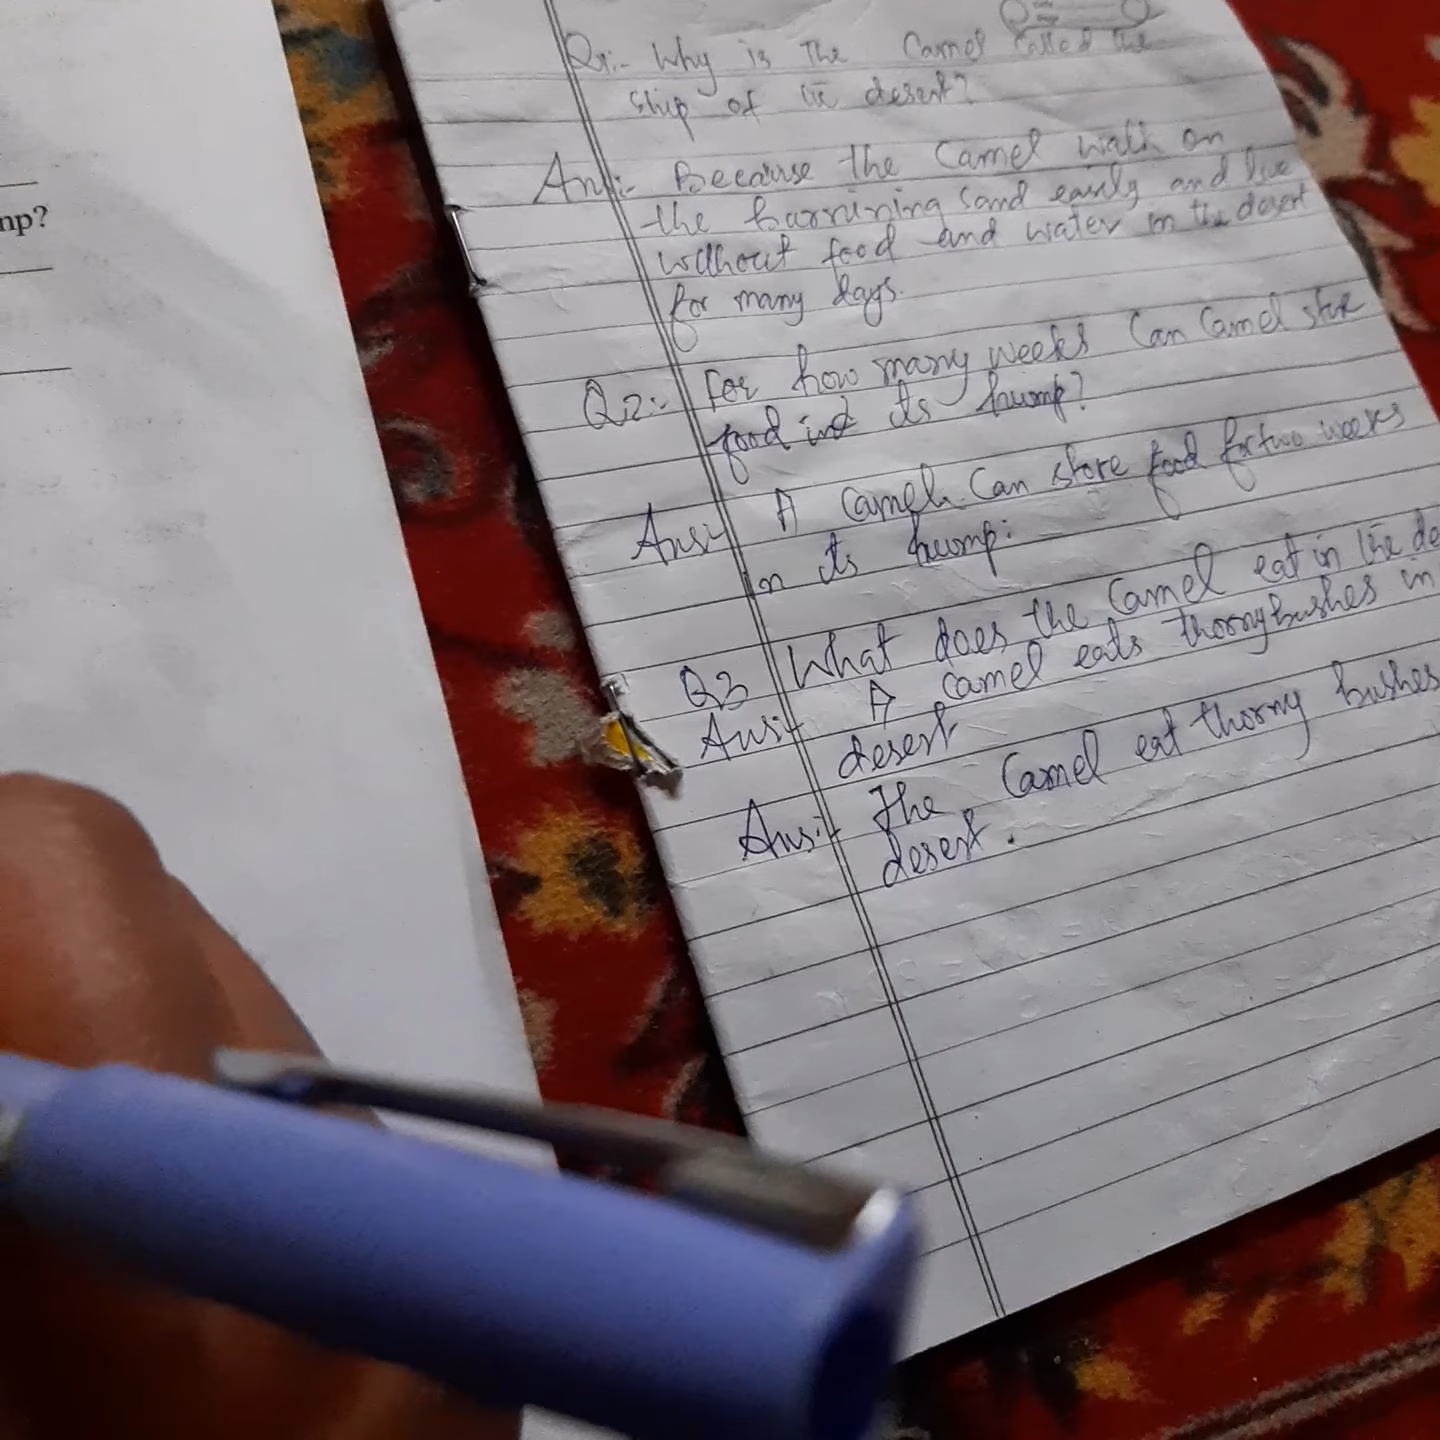 np?
Q1:- Why is The Camel called the
ship of the desert?
Ans:- Because the Camel walk on
the burrining sand easily and live
without food and water in the desert
for many days.
Q2:- For how many weeks Can Camel store
food in its hump?
Ans:- A Camel Can store food for two weeks
in its hump.
Q3 What does the Camel eat in the de
Ans:- A Camel eats thorny bushes in
desert
Ans:- The Camel eat thorny bushes
desert.